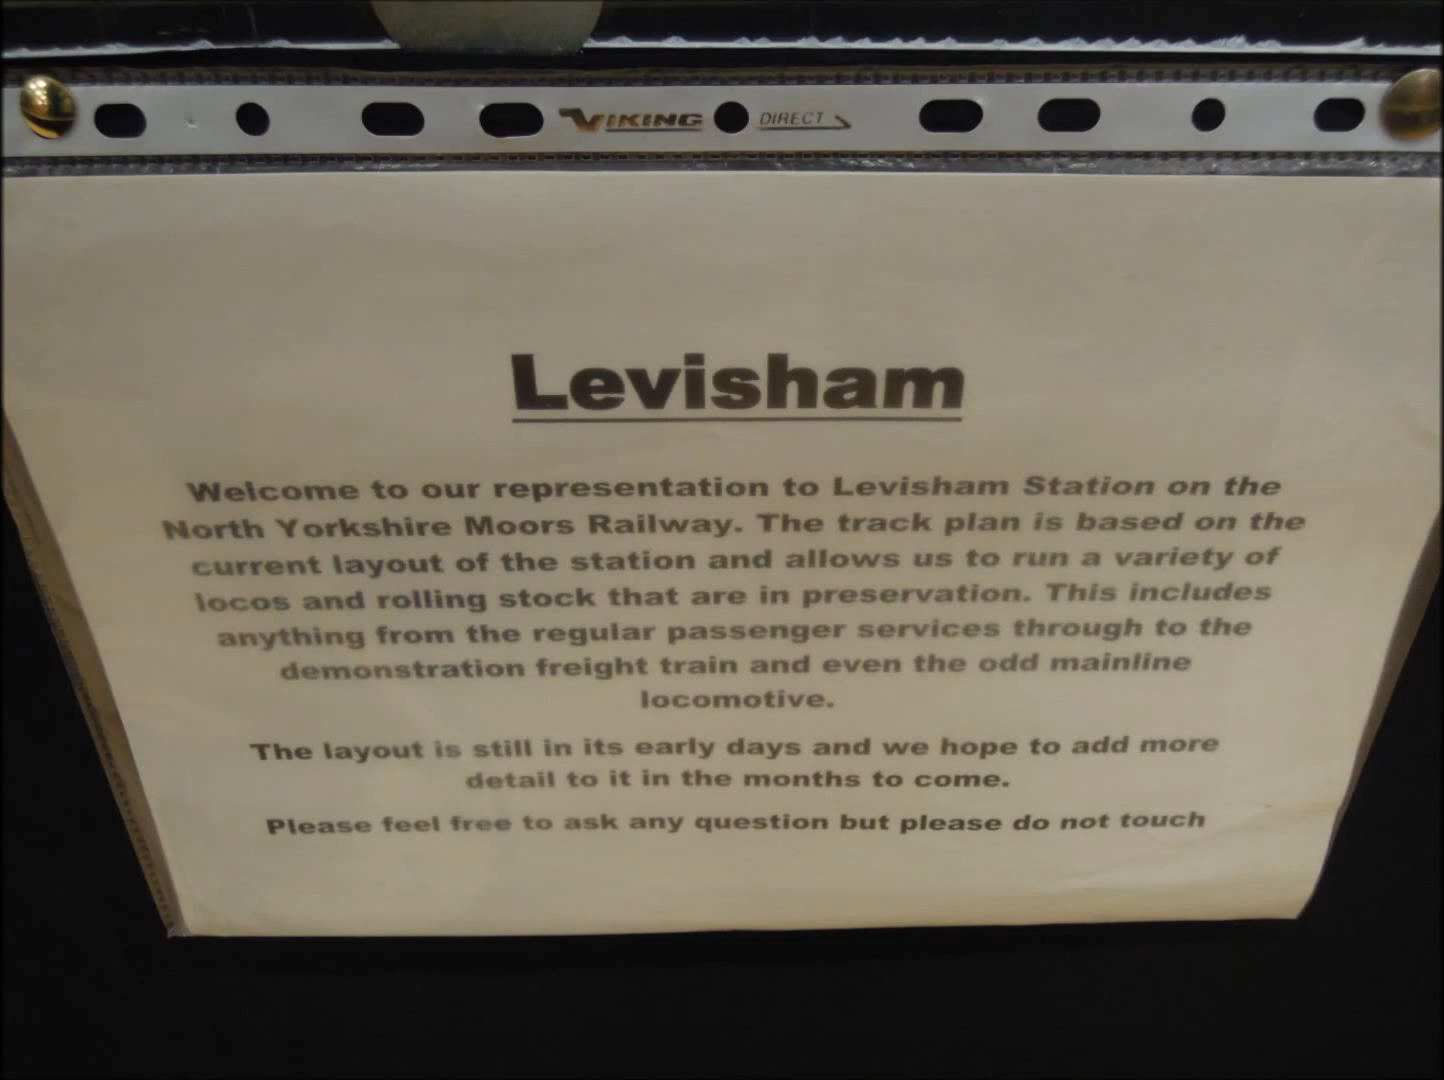 VIKING DIRECT
Levisham
Welcome to our representation to Levisham Station on the
North Yorkshire Moors Railway. The track plan is based on the
current layout of the station and allows us to run a variety of
locos and rolling stock that are in preservation. This includes
anything from the regular passenger services through to the
demonstration freight train and even the odd mainline
locomotive.
The layout is still in its early days and we hope to add more
detail to it in the months to come.
Please feel free to ask any question but please do not touch